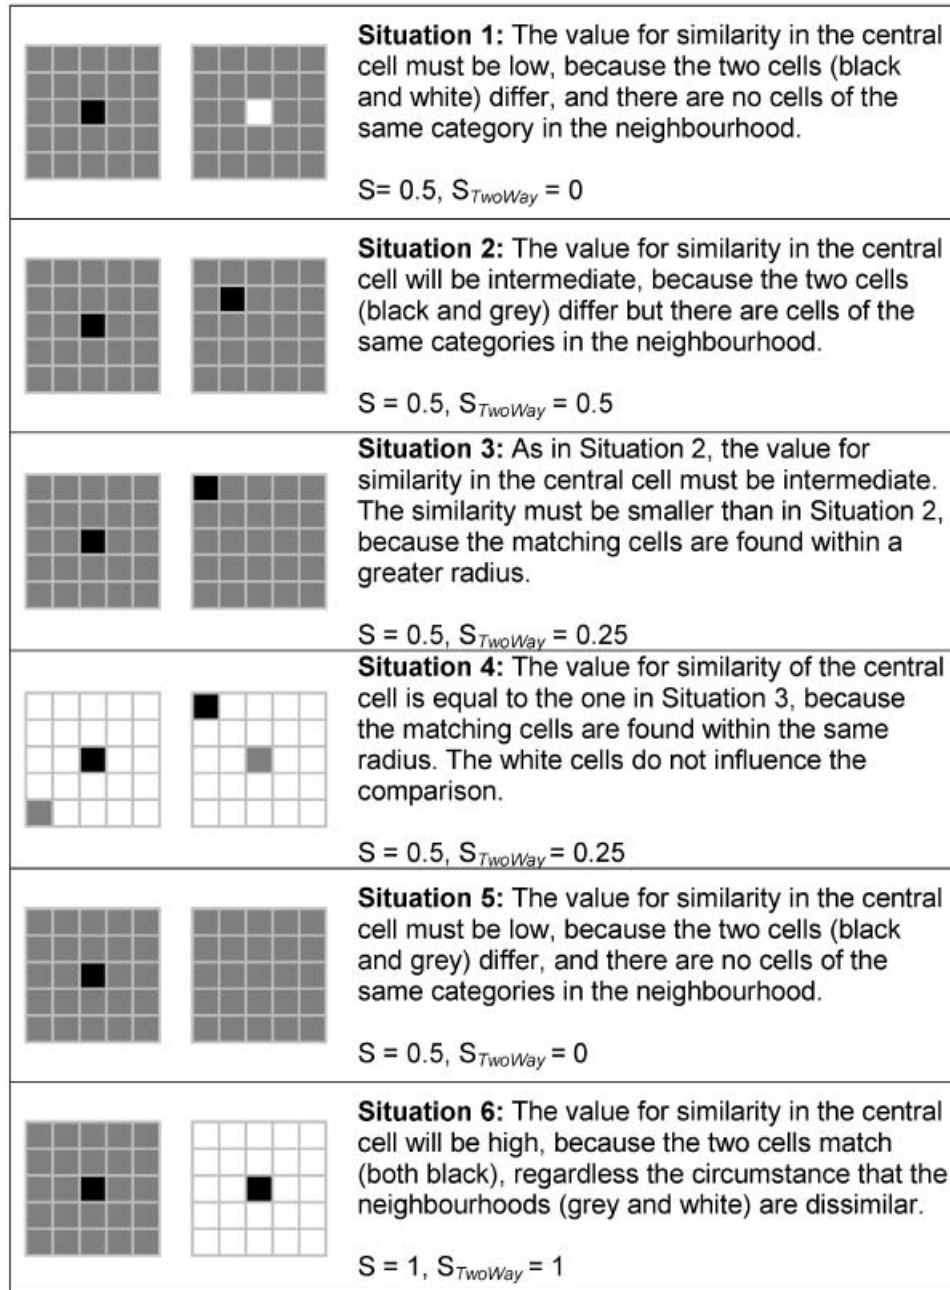 Situation 1: The value for similarity in the central
cell must be low, because the two cells (black
and white) differ, and there are no cells of the
same category in the neighbourhood.
S= 0.5, STwoWay = 0
Situation 2: The value for similarity in the central
cell will be intermediate, because the two cells
(black and grey) differ but there are cells of the
same categories in the neighbourhood.
S = 0.5, STwoWay = 0.5
Situation 3: As in Situation 2, the value for
similarity in the central cell must be intermediate.
The similarity must be smaller than in Situation 2,
because the matching cells are found within a
greater radius.
S = 0.5, STwoWay = 0.25
Situation 4: The value for similarity of the central
cell is equal to the one in Situation 3, because
the matching cells are found within the same
radius. The white cells do not influence the
comparison.
S = 0.5, STwoWay = 0.25
Situation 5: The value for similarity in the central
cell must be low, because the two cells (black
and grey) differ, and there are no cells of the
same categories in the neighbourhood.
S = 0.5, STwoWay = 0
Situation 6: The value for similarity in the central
cell will be high, because the two cells match
(both black), regardless the circumstance that the
neighbourhoods (grey and white) are dissimilar.
S = 1, STwoWay = 1